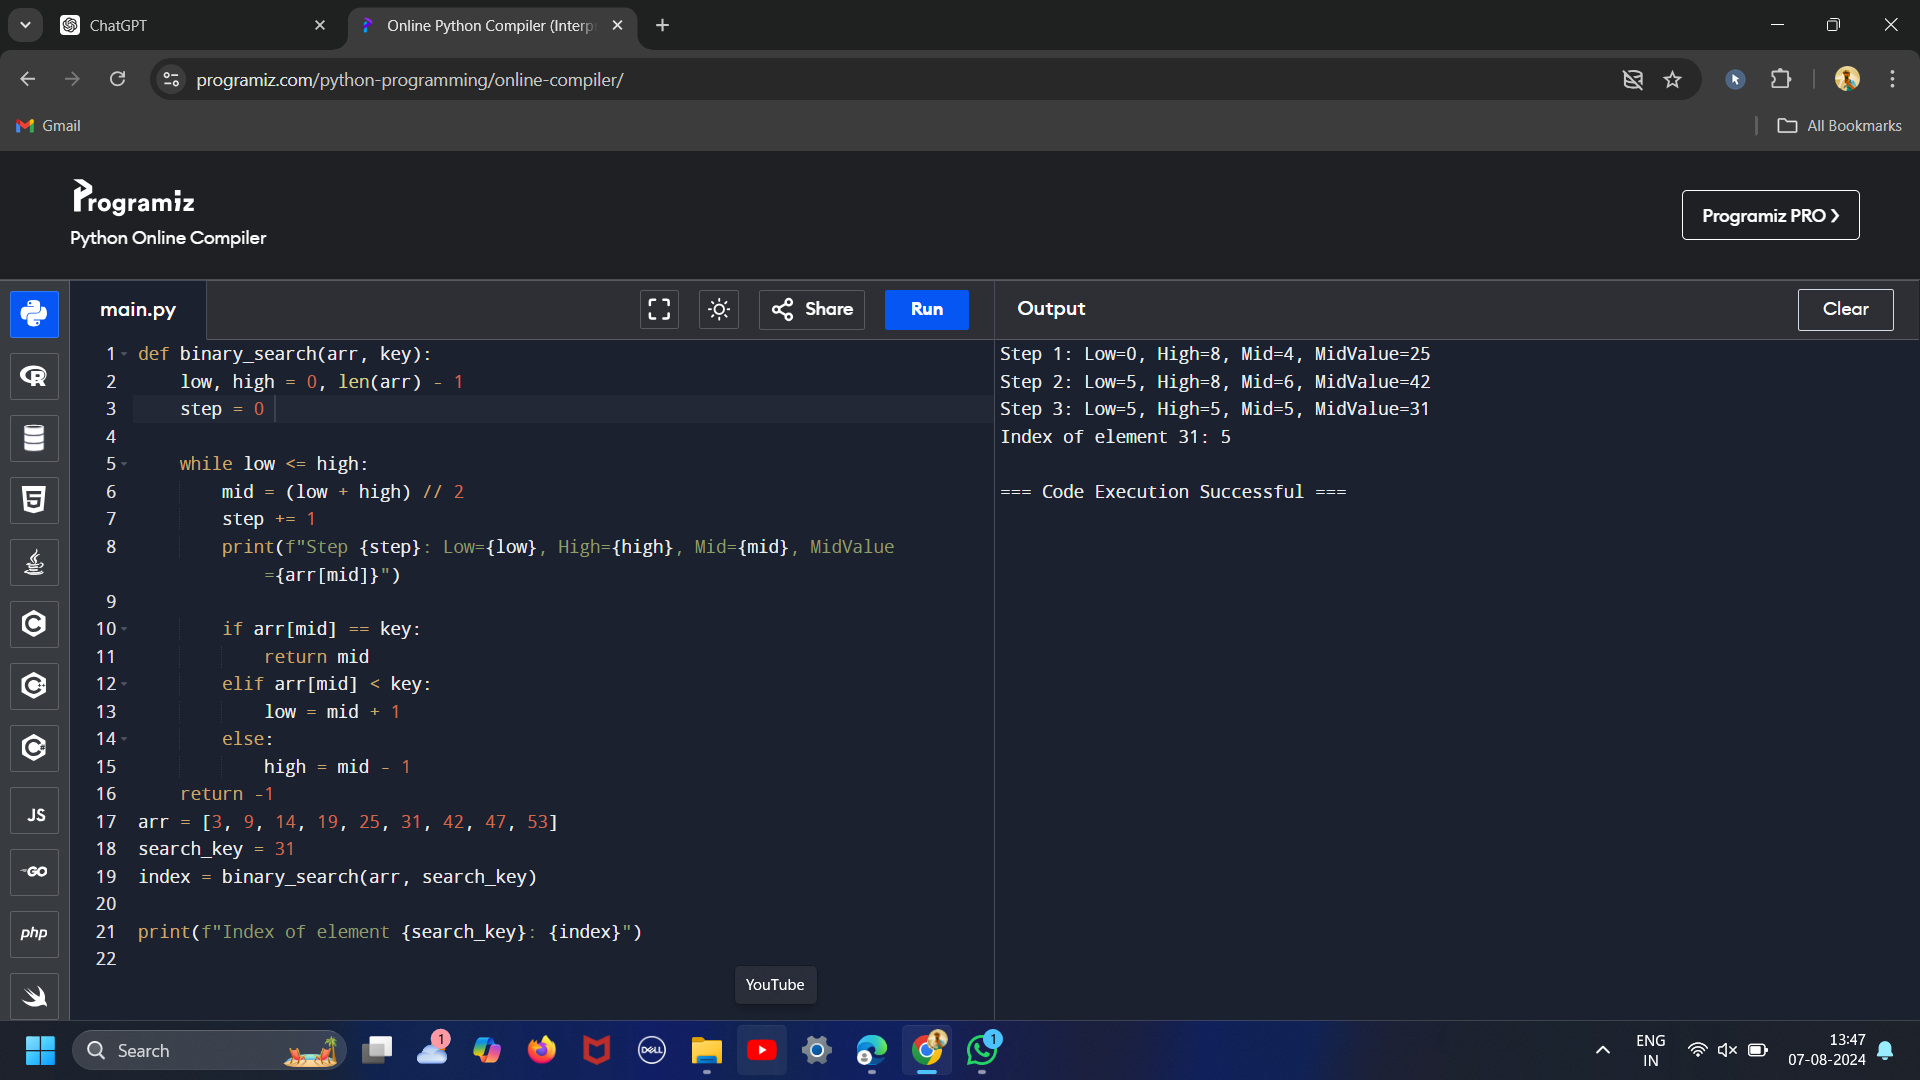 ChatGPT
Online Python Compiler (Interp
programiz.com/python-programming/online-compiler/
Gmail
All Bookmarks
Programiz
Python Online Compiler
Programiz PRO ❯
main.py
Share
Run
Output
Clear
1 def binary_search(arr, key):
2     low, high = 0, len(arr) - 1
3     step = 0
4
5     while low <= high:
6         mid = (low + high) // 2
7         step += 1
8         print(f"Step {step}: Low={low}, High={high}, Mid={mid}, MidValue
            ={arr[mid]}")
9
10         if arr[mid] == key:
11             return mid
12         elif arr[mid] < key:
13             low = mid + 1
14         else:
15             high = mid - 1
16     return -1
17 arr = [3, 9, 14, 19, 25, 31, 42, 47, 53]
18 search_key = 31
19 index = binary_search(arr, search_key)
20
21 print(f"Index of element {search_key}: {index}")
22
Step 1: Low=0, High=8, Mid=4, MidValue=25
Step 2: Low=5, High=8, Mid=6, MidValue=42
Step 3: Low=5, High=5, Mid=5, MidValue=31
Index of element 31: 5
=== Code Execution Successful ===
R
5
C
C
C
JS
GO
php
YouTube
Search
1
DELL
1
ENG
IN
13:47
07-08-2024